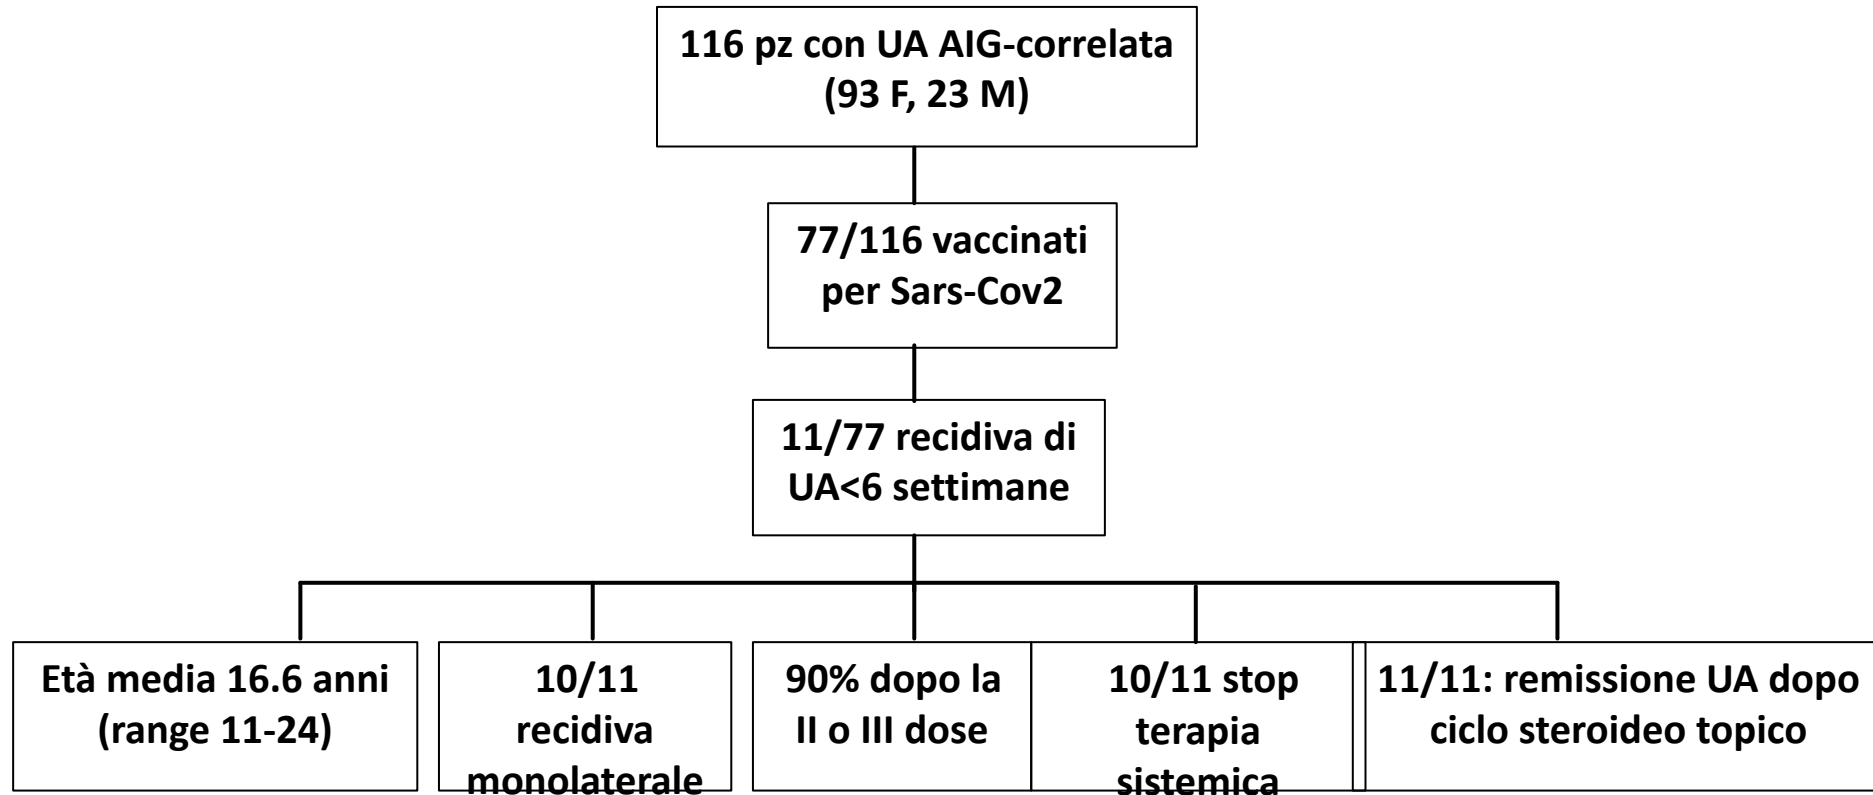 116 pz con UA AIG-correlata
(93 F, 23 M)
77/116 vaccinati
per Sars-Cov2
11/77 recidiva di
UA<6 settimane
Età media 16.6 anni
(range 11-24)
10/11
recidiva
monolaterale
90% dopo la
II o III dose
10/11 stop
terapia
sistemica
11/11: remissione UA dopo
ciclo steroideo topico